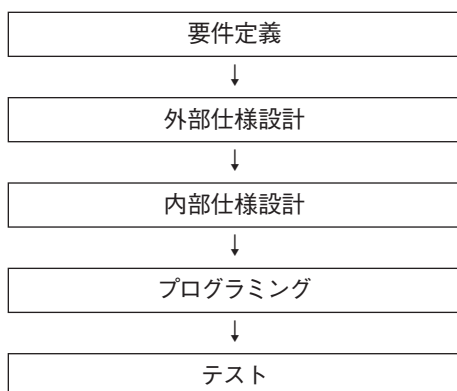 要件定義
外部仕様設計
内部仕様設計
プログラミング
テスト